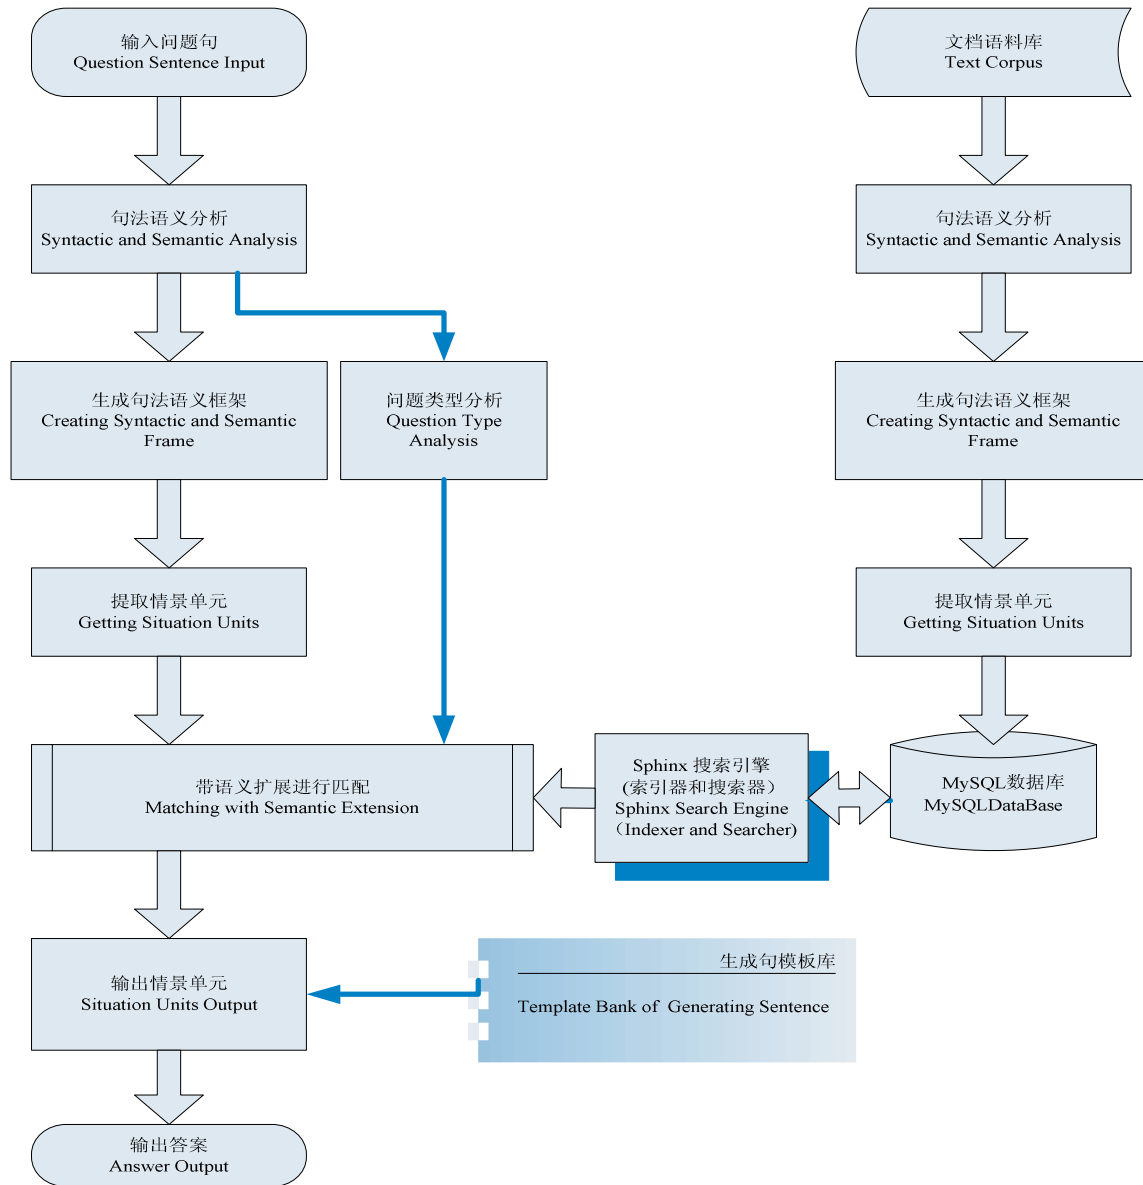 输入问题句
Question Sentence Input
文档语料库
Text Corpus
句法语义分析
Syntactic and Semantic Analysis
句法语义分析
Syntactic and Semantic Analysis
生成句法语义框架
Creating Syntactic and Semantic
Frame
问题类型分析
Question Type
Analysis
生成句法语义框架
Creating Syntactic and Semantic
Frame
提取情景单元
Getting Situation Units
提取情景单元
Getting Situation Units
带语义扩展进行匹配
Matching with Semantic Extension
Sphinx 搜索引擎
(索引器和搜索器）
Sphinx Search Engine
（Indexer and Searcher)
MySQL数据库
MySQLDataBase
输出情景单元
Situation Units Output
生成句模板库
Template Bank of Generating Sentence
输出答案
Answer Output